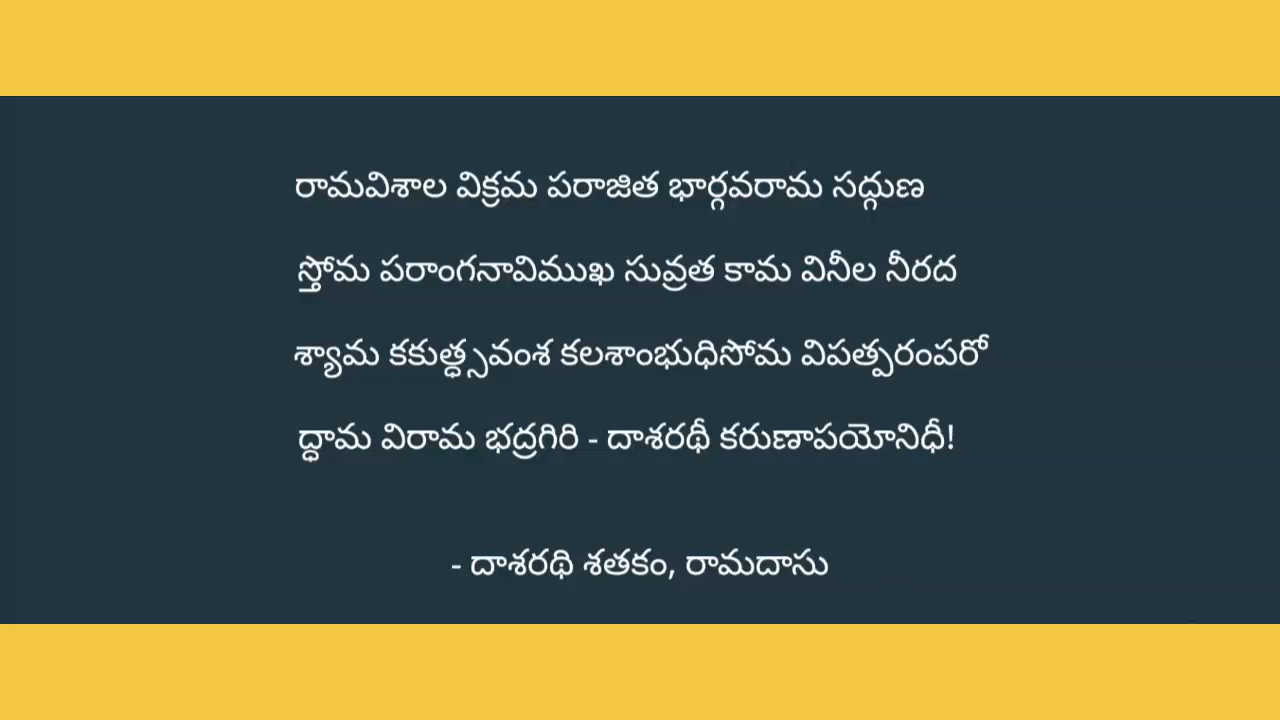 రామవిశాల విక్రమ పరాజిత భార్గవరామ సద్గుణ
స్తోమ పరాంగనావిముఖ సువ్రత కామ వినీల నీరద
శ్యామ కకుత్ధ్సవంశ కలశాంభుధిసోమ విపత్పరంపరో
ద్ధామ విరామ భద్రగిరి - దాశరథీ కరుణాపయోనిధీ!
- దాశరథి శతకం, రామదాసు